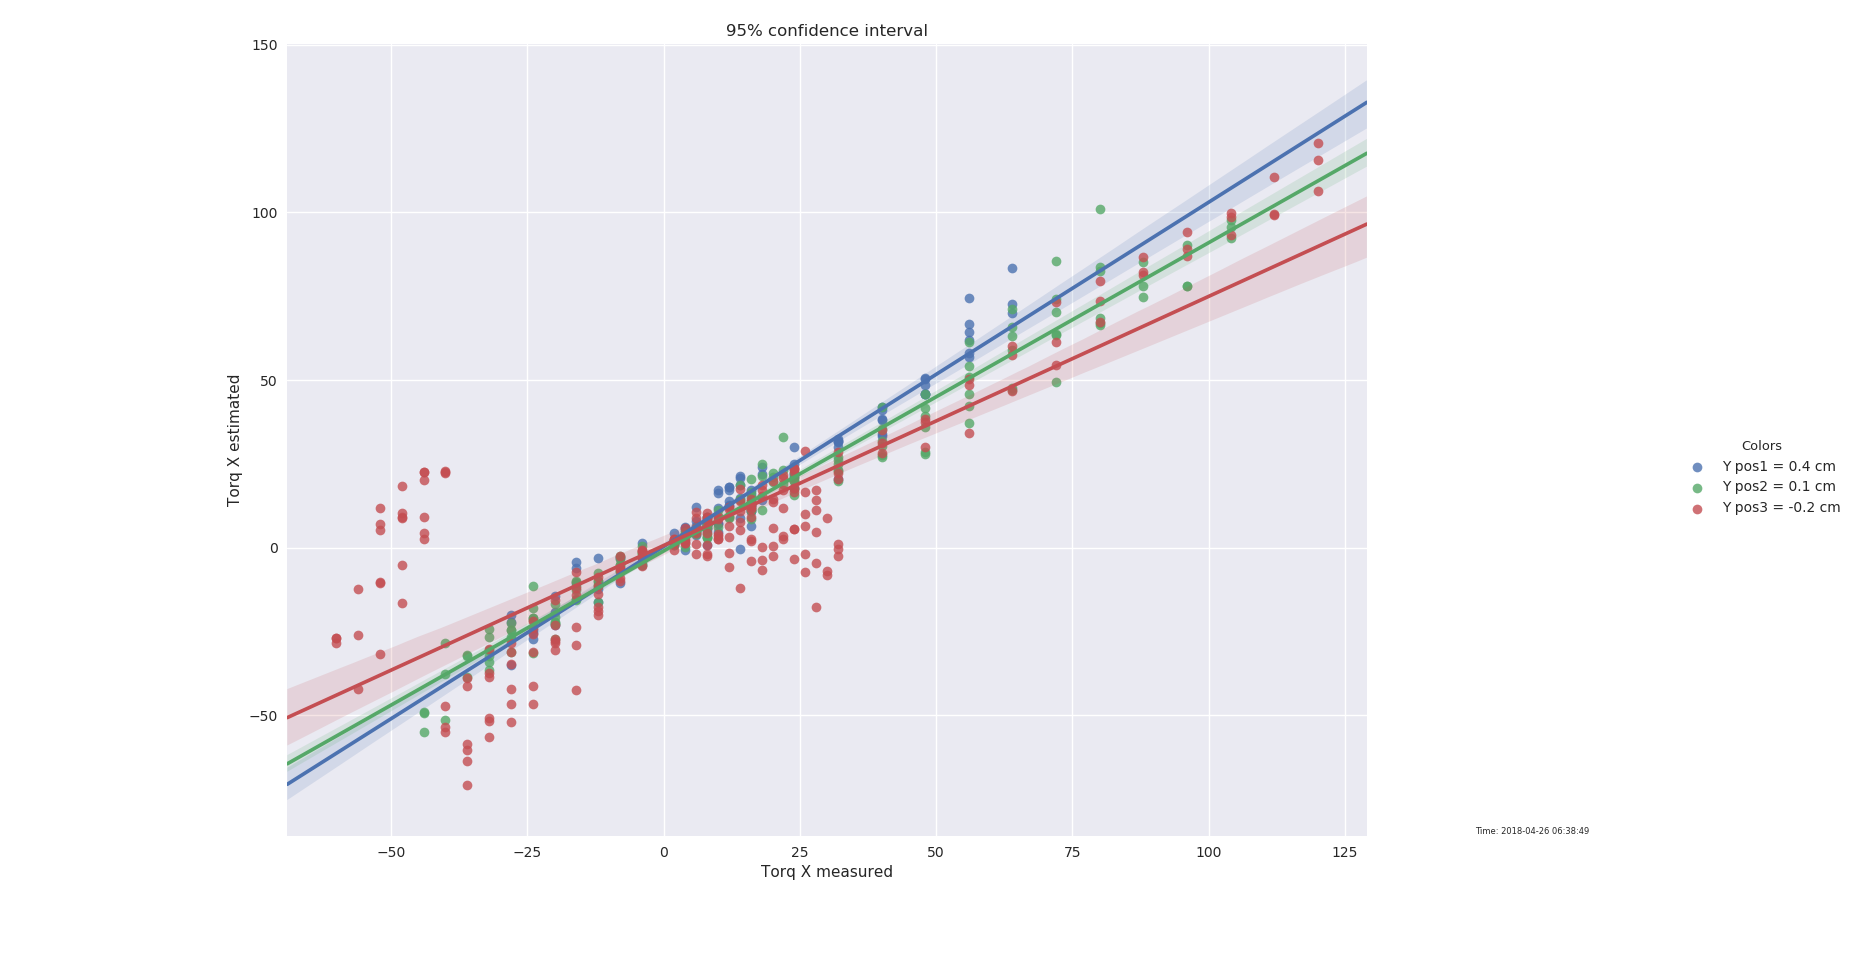 95% confidence interval
150
100
50
0
−50
Torq X estimated
−50
−25
0
25
50
75
100
125
Torq X measured
Colors
Y pos1 = 0.4 cm
Y pos2 = 0.1 cm
Y pos3 = -0.2 cm
Time: 2018-04-26 06:38:49